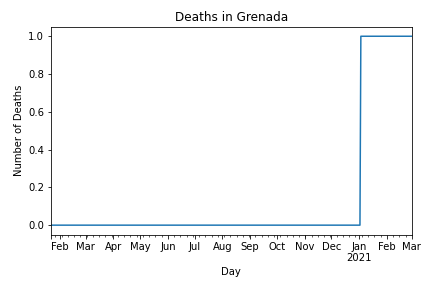 Deaths in Grenada
Number of Deaths
1.0
0.8
0.6
0.4
0.2
0.0
Feb Mar Apr May Jun Jul Aug Sep Oct Nov Dec Jan Feb Mar
2021
Day